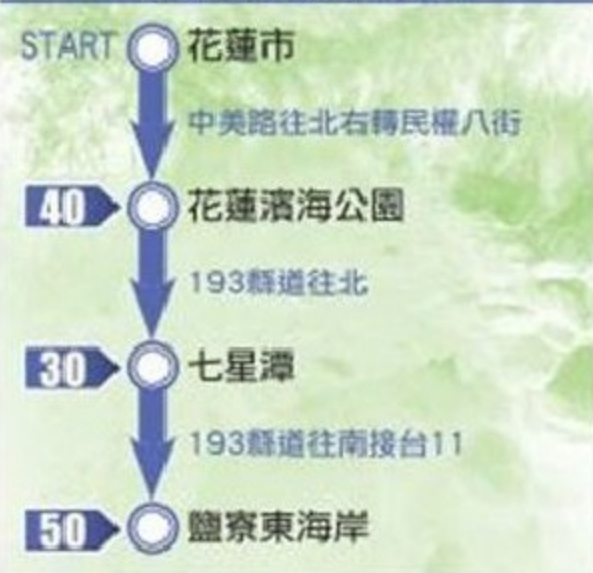 START 花蓮市
中美路往北右轉民權八街
40 花蓮濱海公園
193縣道往北
30 七星潭
193縣道往南接台11
50 鹽寮東海岸